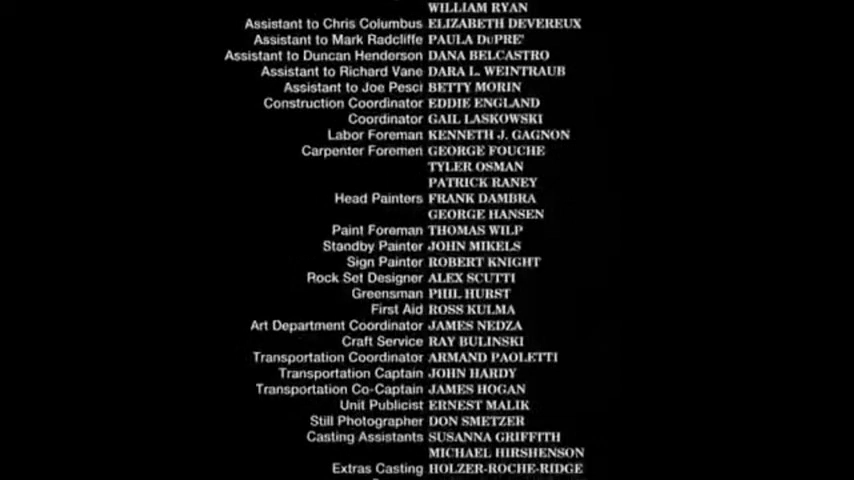 WILLIAM RYAN
Assistant to Chris Columbus ELIZABETH DEVEREUX
Assistant to Mark Radcliffe PAULA DuPRE'
Assistant to Duncan Henderson DANA BELCASTRO
Assistant to Richard Vane DARA L. WEINTRAUB
Assistant to Joe Pesci BETTY MORIN
Construction Coordinator EDDIE ENGLAND
Coordinator GAIL LASKOWSKI
Labor Foreman KENNETH J. GAGNON
Carpenter Foremen GEORGE FOUCHE
TYLER OSMAN
PATRICK RANEY
Head Painters FRANK DAMBRA
GEORGE HANSEN
Paint Foreman THOMAS WILP
Standby Painter JOHN MIKELS
Sign Painter ROBERT KNIGHT
Rock Set Designer ALEX SCUTTI
Greensman PHIL HURST
First Aid ROSS KULMA
Art Department Coordinator JAMES NEDZA
Craft Service RAY BULINSKI
Transportation Coordinator ARMAND PAOLETTI
Transportation Captain JOHN HARDY
Transportation Co-Captain JAMES HOGAN
Unit Publicist ERNEST MALIK
Still Photographer DON SMETZER
Casting Assistants SUSANNA GRIFFITH
MICHAEL HIRSHENSON
Extras Casting HOLZER-ROCHE-RIDGE